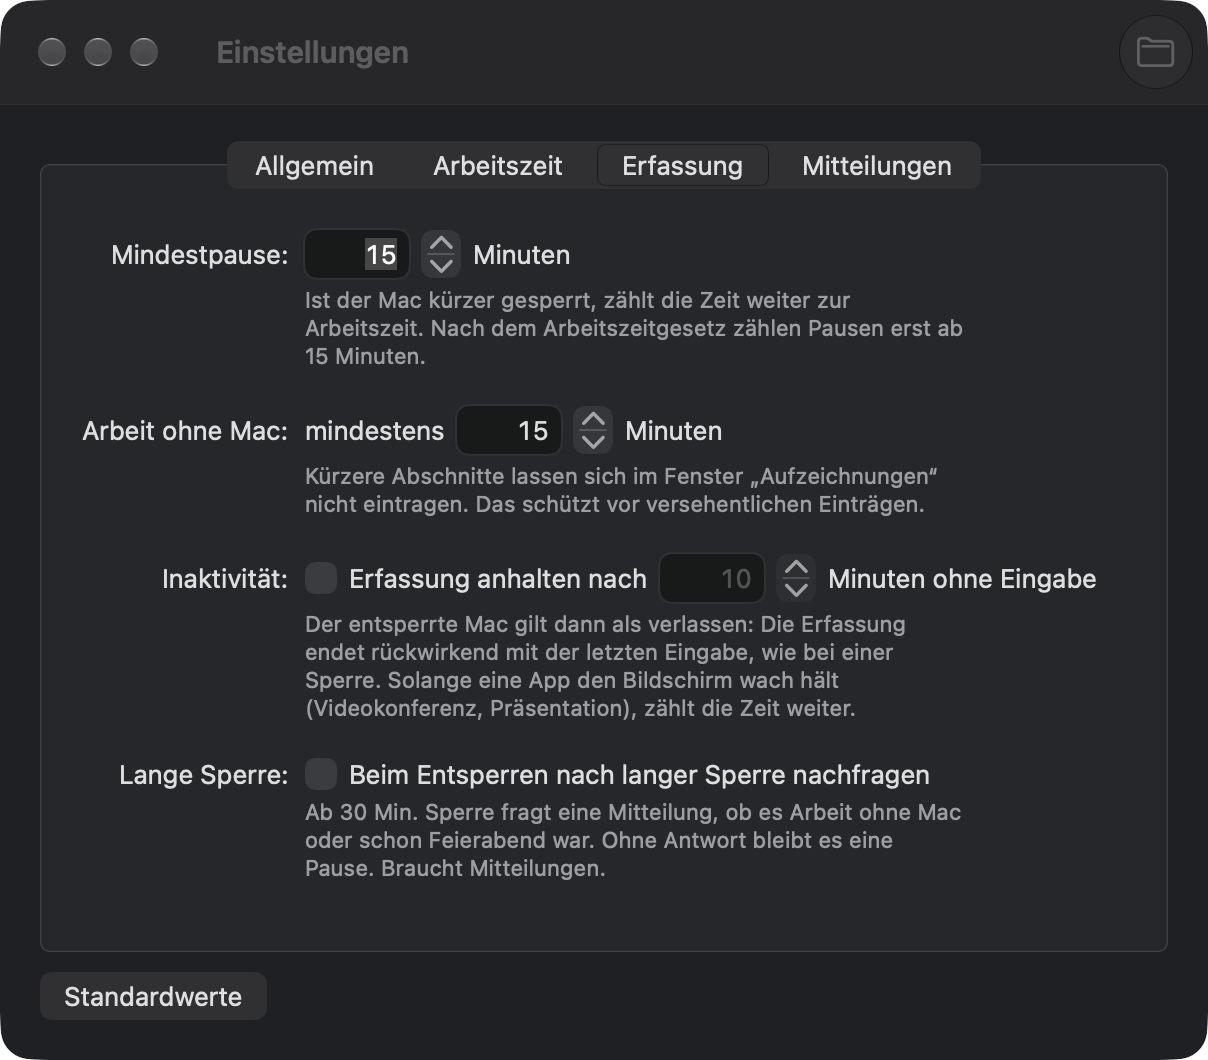 Einstellungen
Allgemein Arbeitszeit Erfassung Mitteilungen
Mindestpause: 15 Minuten
Ist der Mac kürzer gesperrt, zählt die Zeit weiter zur
Arbeitszeit. Nach dem Arbeitszeitgesetz zählen Pausen erst ab
15 Minuten.
Arbeit ohne Mac: mindestens 15 Minuten
Kürzere Abschnitte lassen sich im Fenster „Aufzeichnungen“
nicht eintragen. Das schützt vor versehentlichen Einträgen.
Inaktivität: Erfassung anhalten nach 10 Minuten ohne Eingabe
Der entsperrte Mac gilt dann als verlassen: Die Erfassung
endet rückwirkend mit der letzten Eingabe, wie bei einer
Sperre. Solange eine App den Bildschirm wach hält
(Videokonferenz, Präsentation), zählt die Zeit weiter.
Lange Sperre: Beim Entsperren nach langer Sperre nachfragen
Ab 30 Min. Sperre fragt eine Mitteilung, ob es Arbeit ohne Mac
oder schon Feierabend war. Ohne Antwort bleibt es eine
Pause. Braucht Mitteilungen.
Standardwerte